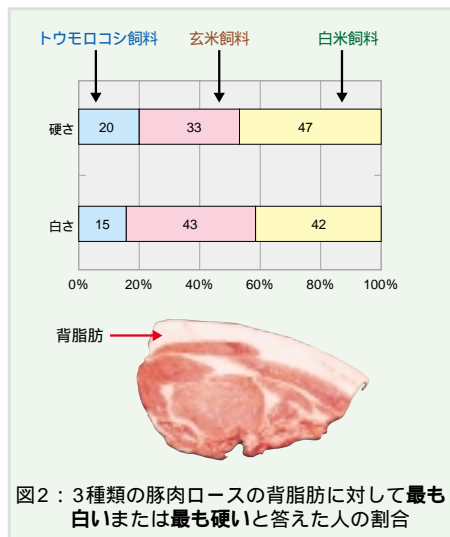 トウモロコシ飼料 玄米飼料 白米飼料
硬さ 20 33 47
白さ 15 43 42
0% 20% 40% 60% 80% 100%
背脂肪
図2：3種類の豚肉ロースの背脂肪に対して最も
白いまたは最も硬いと答えた人の割合